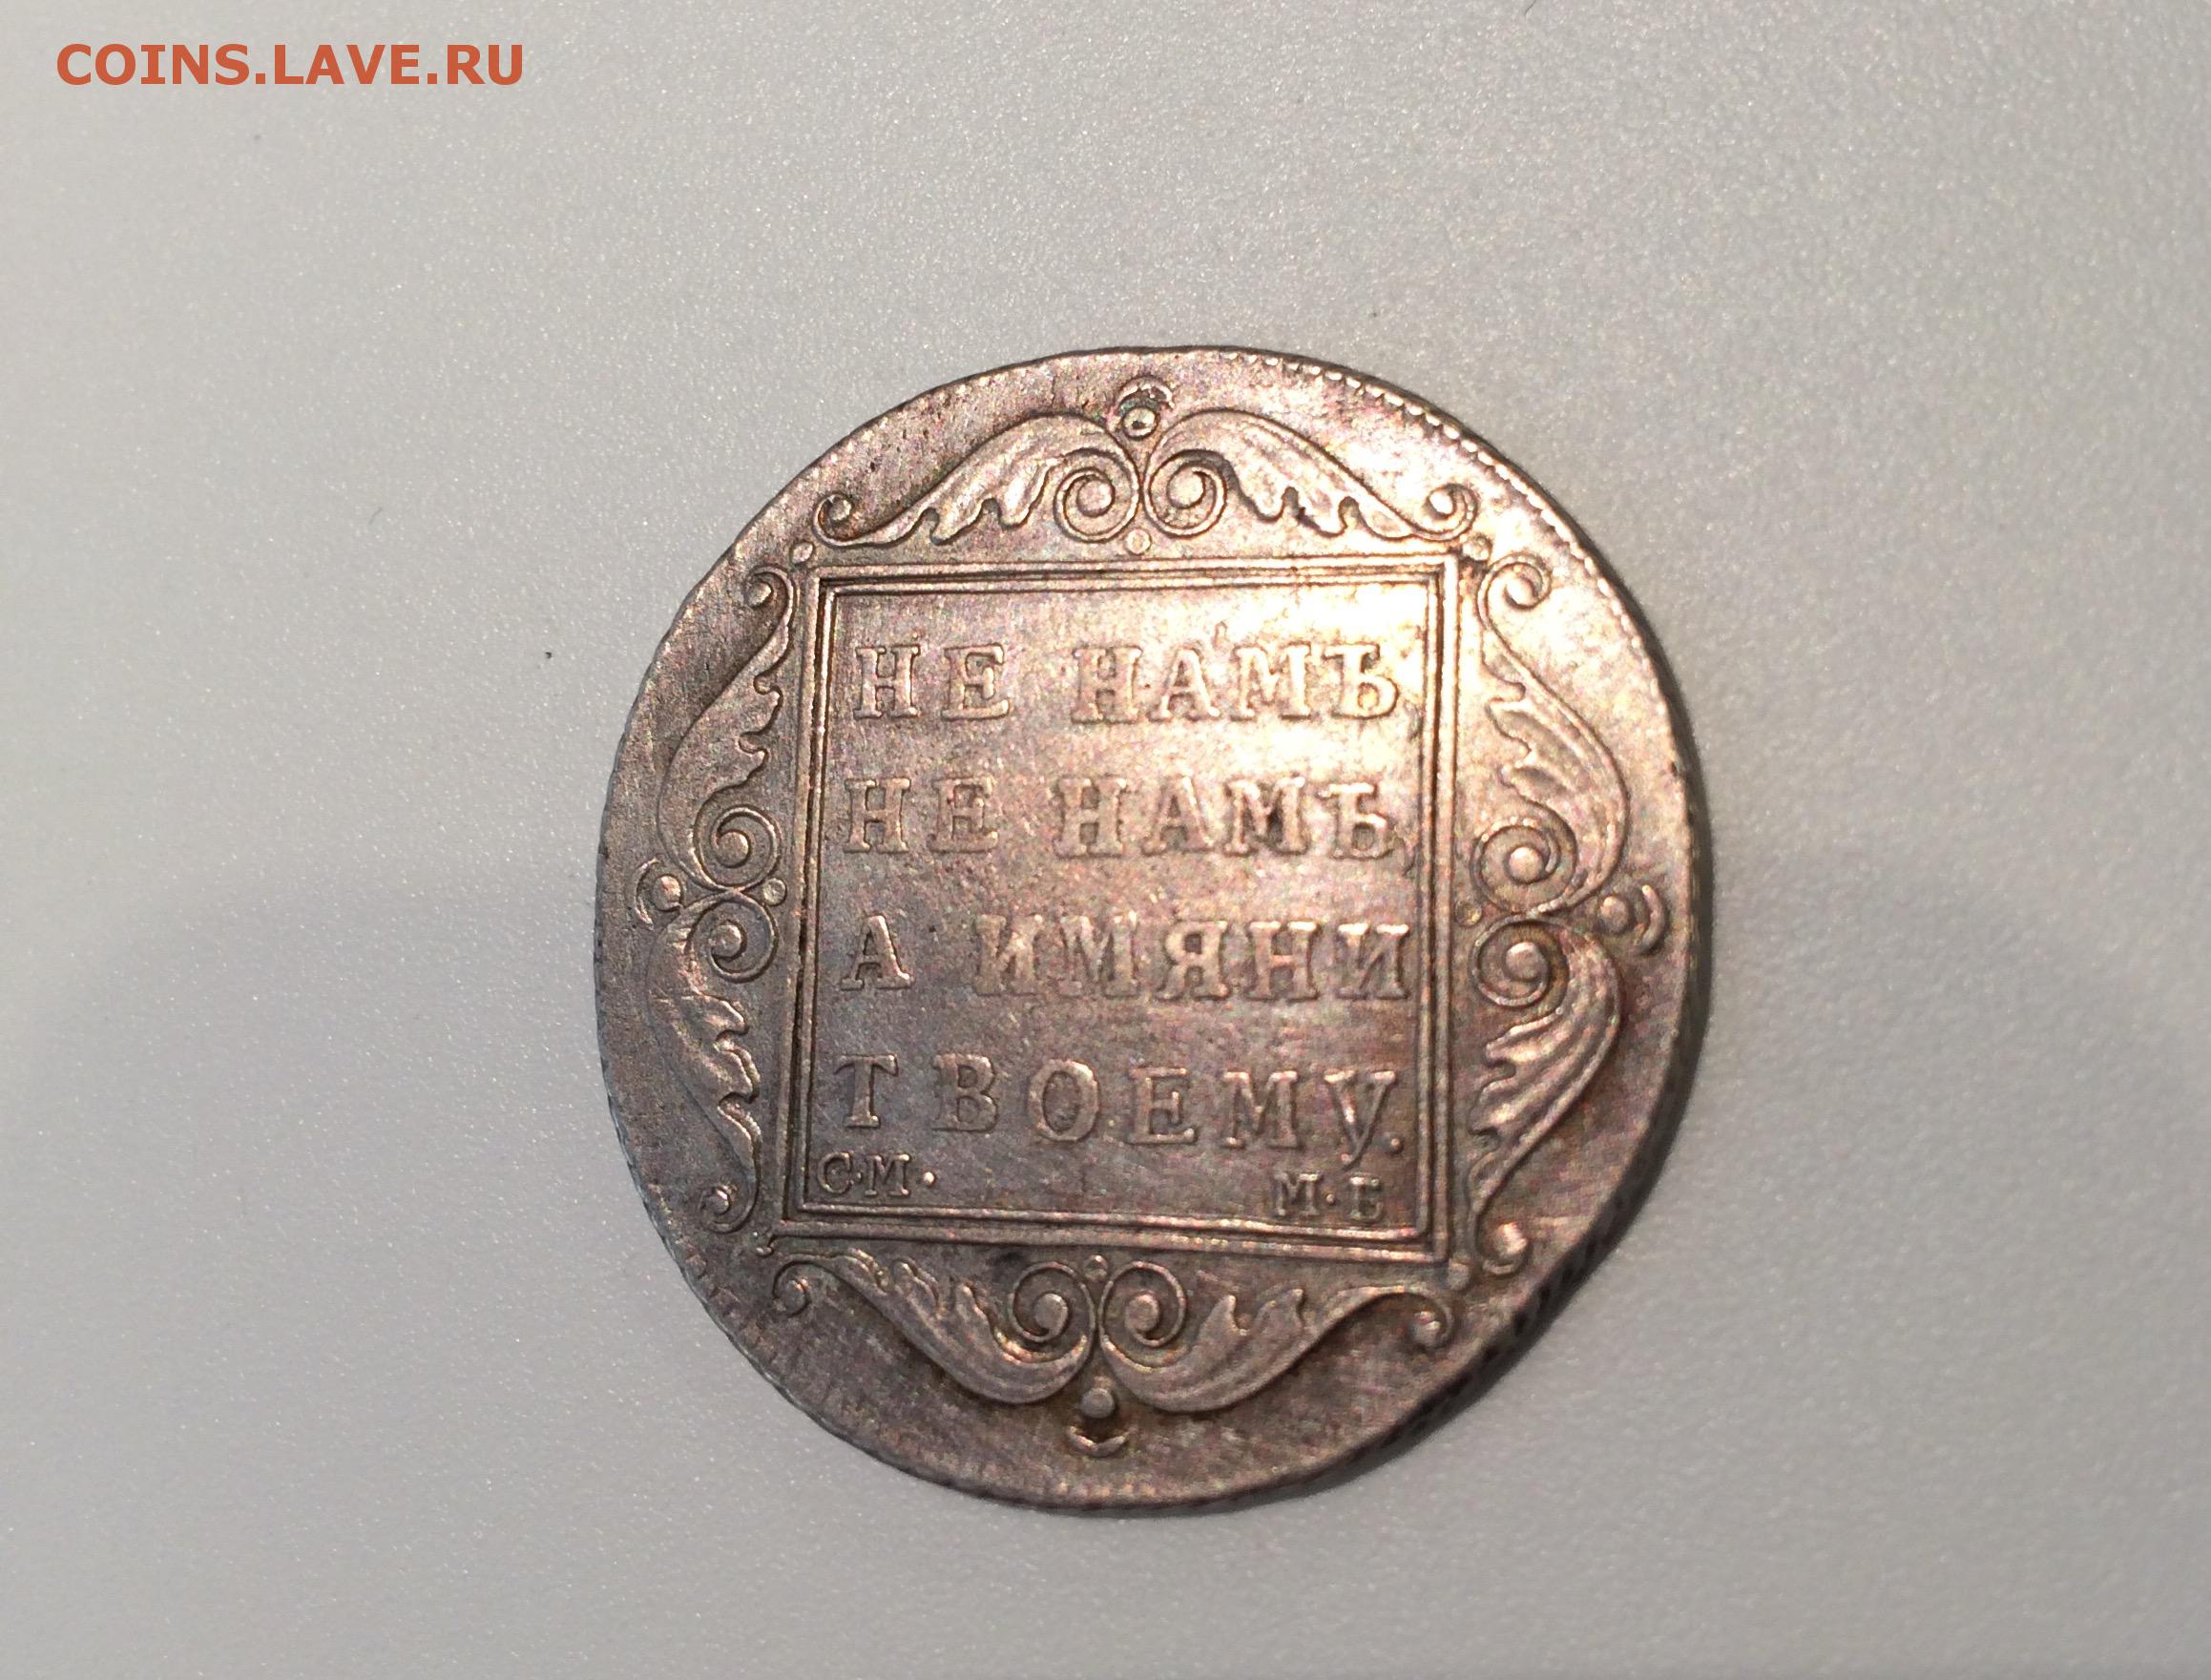 COINS.LAVE.RU
НЕ НАМЪ,
НЕ НАМЪ,
А ИМЯНИ
ТВОЕМУ.
С·М· М·Б